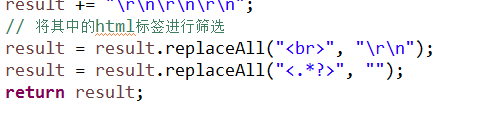 result += "\r\n\r\n\r\n";
// 将其中的html标签进行筛选
result = result.replaceAll("<br>", "\r\n");
result = result.replaceAll("<.*?>", "");
return result;